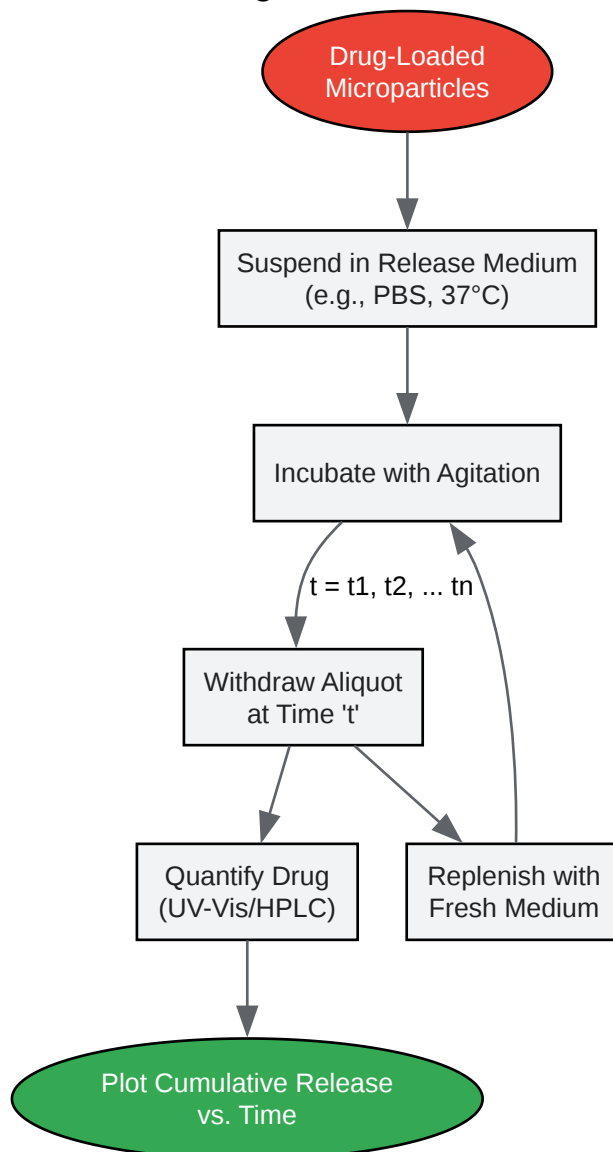 Drug-Loaded
Microparticles
Suspend in Release Medium
(e.g., PBS, 37°C)
Incubate with Agitation
t = t1, t2, ... tn
Withdraw Aliquot
at Time 't'
Quantify Drug
(UV-Vis/HPLC)
Replenish with
Fresh Medium
Plot Cumulative Release
vs. Time